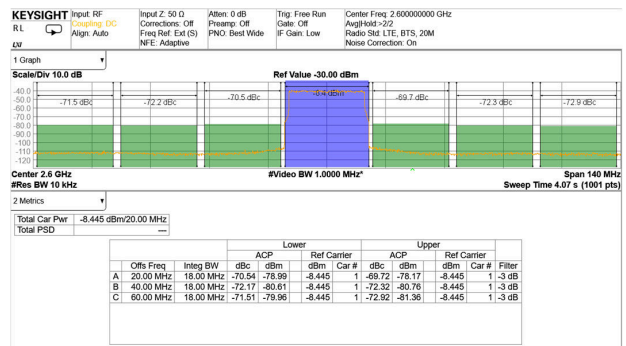 KEYSIGHT Input: RF Input Z: 50 Ω Atten: 0 dB Trig: Free Run Center Freq: 2.600000000 GHz
RL Coupling: DC Corrections: Off Preamp: Off Gate: Off Avg|Hold:>2/2
Align: Auto Freq Ref: Ext (S) PNO: Best Wide IF Gain: Low Radio Std: LTE, BTS, 20M
LXI NFE: Adaptive Noise Correction: On
1 Graph
Scale/Div 10.0 dB Ref Value -30.00 dBm
-40.0
-50.0
-60.0
-70.0
-80.0
-90.0
-100
-110
-120
-71.5 dBc -72.2 dBc -70.5 dBc -8.4 dBm -69.7 dBc -72.3 dBc -72.9 dBc
Center 2.6 GHz #Video BW 1.0000 MHz* Span 140 MHz
#Res BW 10 kHz Sweep Time 4.07 s (1001 pts)
2 Metrics
Total Car Pwr -8.445 dBm/20.00 MHz
Total PSD ---
Lower Upper
ACP Ref Carrier ACP Ref Carrier
Offs Freq Integ BW dBc dBm dBm Car # dBc dBm dBm Car # Filter
A 20.00 MHz 18.00 MHz -70.54 -78.99 -8.445 1 -69.72 -78.17 -8.445 1 -3 dB
B 40.00 MHz 18.00 MHz -72.17 -80.61 -8.445 1 -72.32 -80.76 -8.445 1 -3 dB
C 60.00 MHz 18.00 MHz -71.51 -79.96 -8.445 1 -72.92 -81.36 -8.445 1 -3 dB